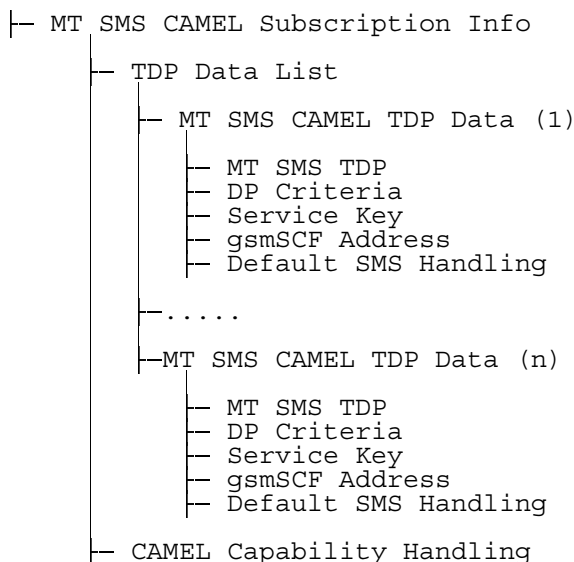 MT SMS CAMEL Subscription Info
TDP Data List
MT SMS CAMEL TDP Data (1)
MT SMS TDP
DP Criteria
Service Key
gsmSCF Address
Default SMS Handling
.....
MT SMS CAMEL TDP Data (n)
MT SMS TDP
DP Criteria
Service Key
gsmSCF Address
Default SMS Handling
CAMEL Capability Handling